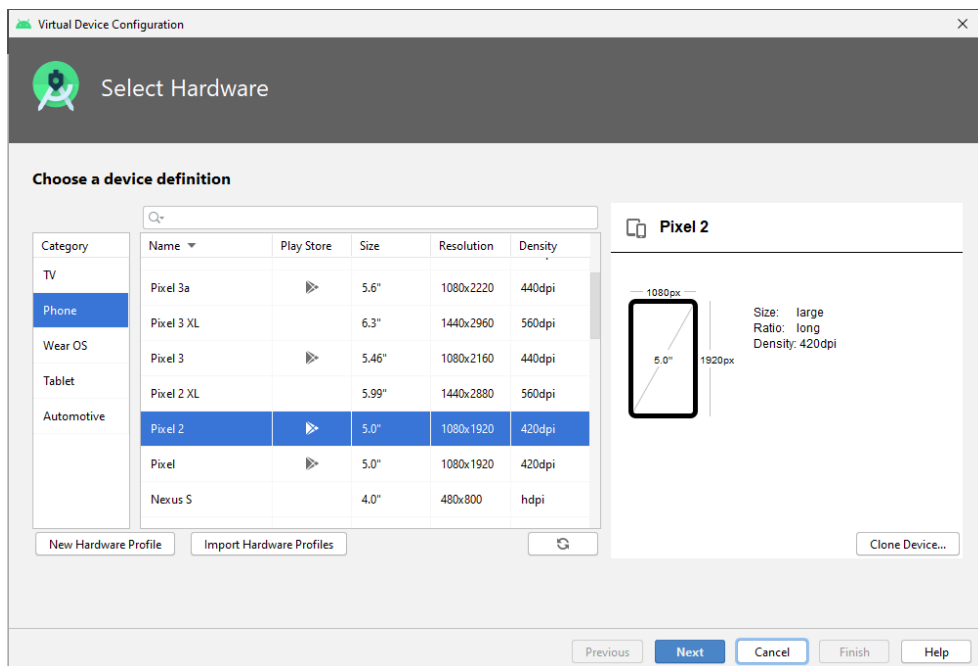 Virtual Device Configuration
Select Hardware
Choose a device definition
Category
TV
Phone
Wear OS
Tablet
Automotive
Name Play Store Size Resolution Density
Pixel 3a 5.6" 1080x2220 440dpi
Pixel 3 XL 6.3" 1440x2960 560dpi
Pixel 3 5.46" 1080x2160 440dpi
Pixel 2 XL 5.99" 1440x2880 560dpi
Pixel 2 5.0" 1080x1920 420dpi
Pixel 5.0" 1080x1920 420dpi
Nexus S 4.0" 480x800 hdpi
New Hardware Profile
Import Hardware Profiles
Pixel 2
1080px
5.0"
1920px
Size: large
Ratio: long
Density: 420dpi
Clone Device...
Previous
Next
Cancel
Finish
Help